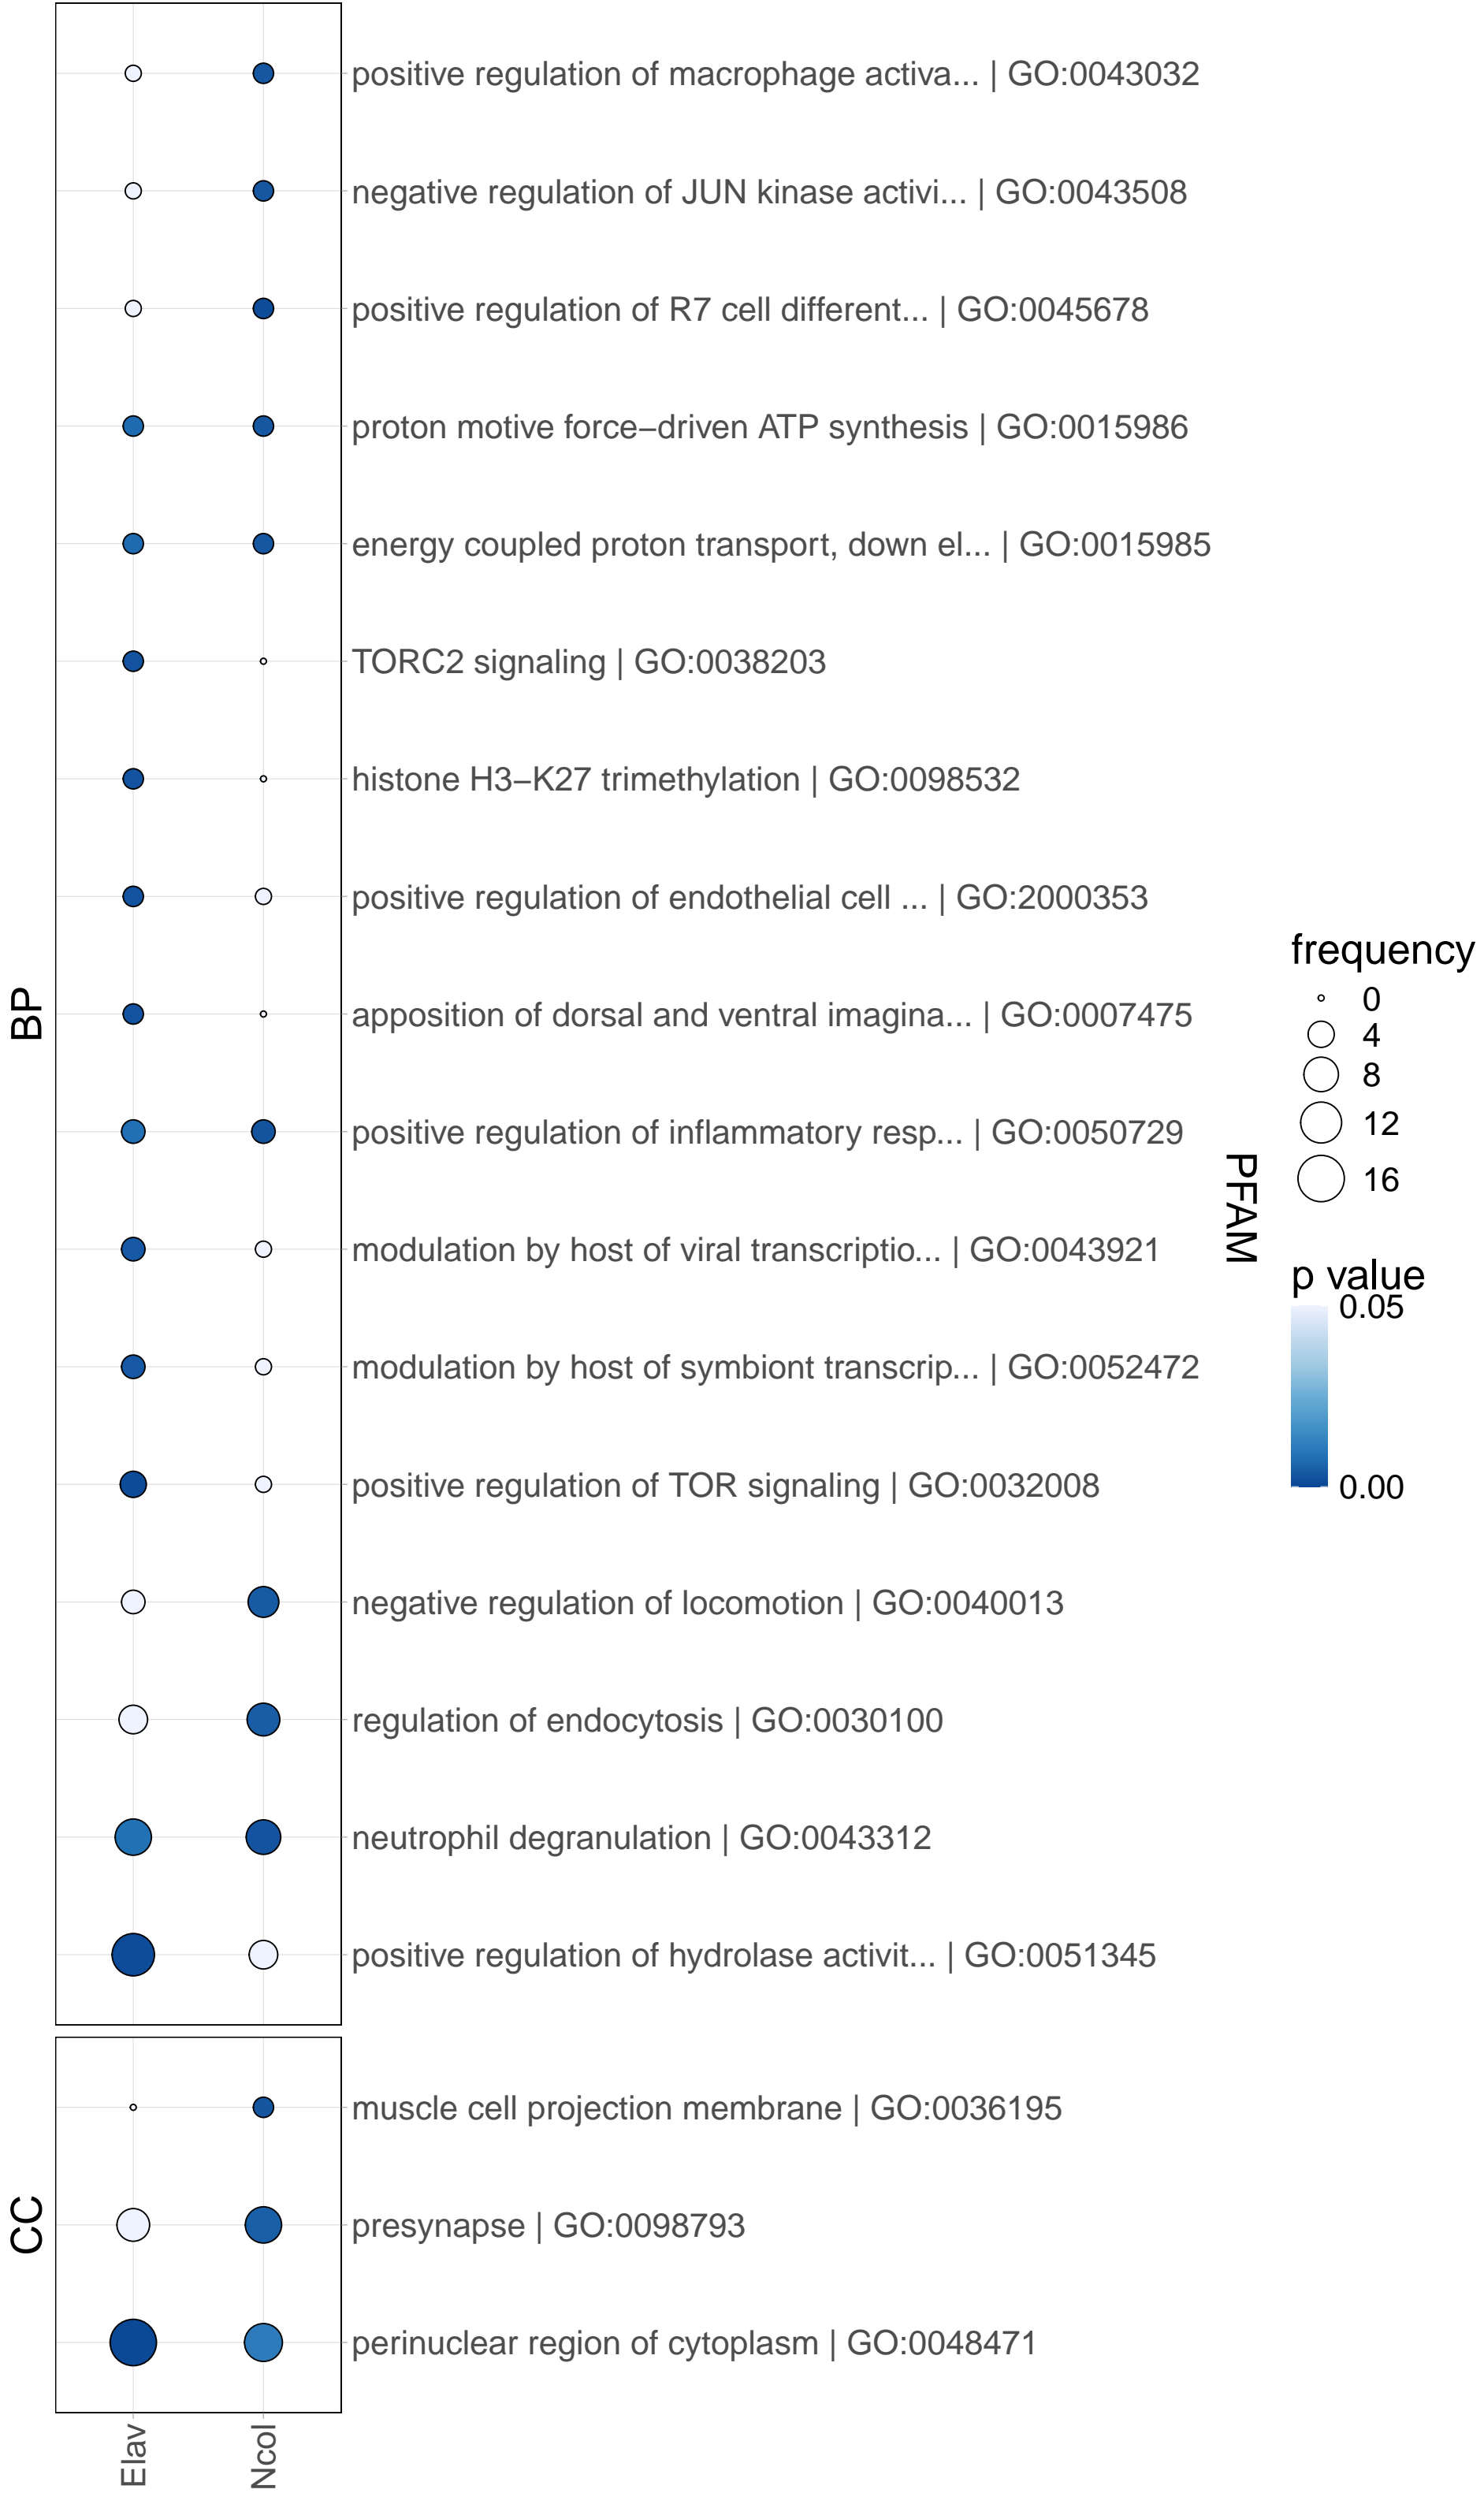 BP
positive regulation of macrophage activa... | GO:0043032
negative regulation of JUN kinase activi... | GO:0043508
positive regulation of R7 cell different... | GO:0045678
proton motive force−driven ATP synthesis | GO:0015986
energy coupled proton transport, down el... | GO:0015985
TORC2 signaling | GO:0038203
histone H3−K27 trimethylation | GO:0098532
positive regulation of endothelial cell ... | GO:2000353
apposition of dorsal and ventral imagina... | GO:0007475
positive regulation of inflammatory resp... | GO:0050729
modulation by host of viral transcriptio... | GO:0043921
modulation by host of symbiont transcrip... | GO:0052472
positive regulation of TOR signaling | GO:0032008
negative regulation of locomotion | GO:0040013
regulation of endocytosis | GO:0030100
neutrophil degranulation | GO:0043312
positive regulation of hydrolase activit... | GO:0051345
CC
muscle cell projection membrane | GO:0036195
presynapse | GO:0098793
perinuclear region of cytoplasm | GO:0048471
Elav
Ncol
PFAM
frequency
0
4
8
12
16
p value
0.05
0.00